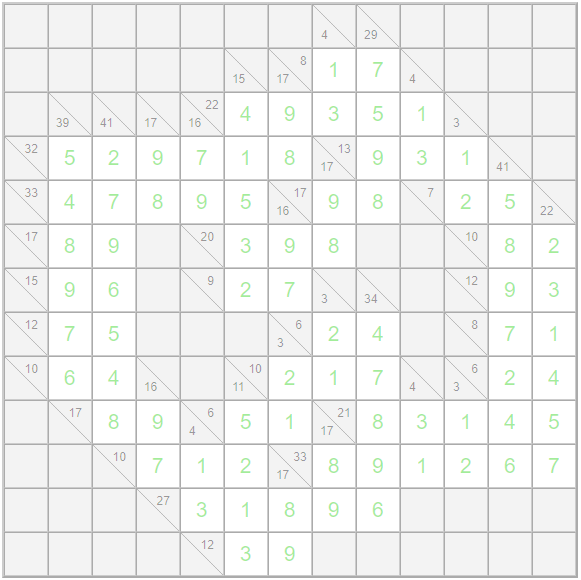 4 29
15 17 8 1 7 4
39 41 17 16 22 4 9 3 5 1 3
32 5 2 9 7 1 8 17 13 9 3 1 41
33 4 7 8 9 5 16 17 9 8 7 2 5 22
17 8 9 20 3 9 8 10 8 2
15 9 6 9 2 7 3 34 12 9 3
12 7 5 3 6 2 4 8 7 1
10 6 4 16 11 10 2 1 7 4 3 6 2 4
17 8 9 4 6 5 1 17 21 8 3 1 4 5
10 7 1 2 17 33 8 9 1 2 6 7
27 3 1 8 9 6
12 3 9